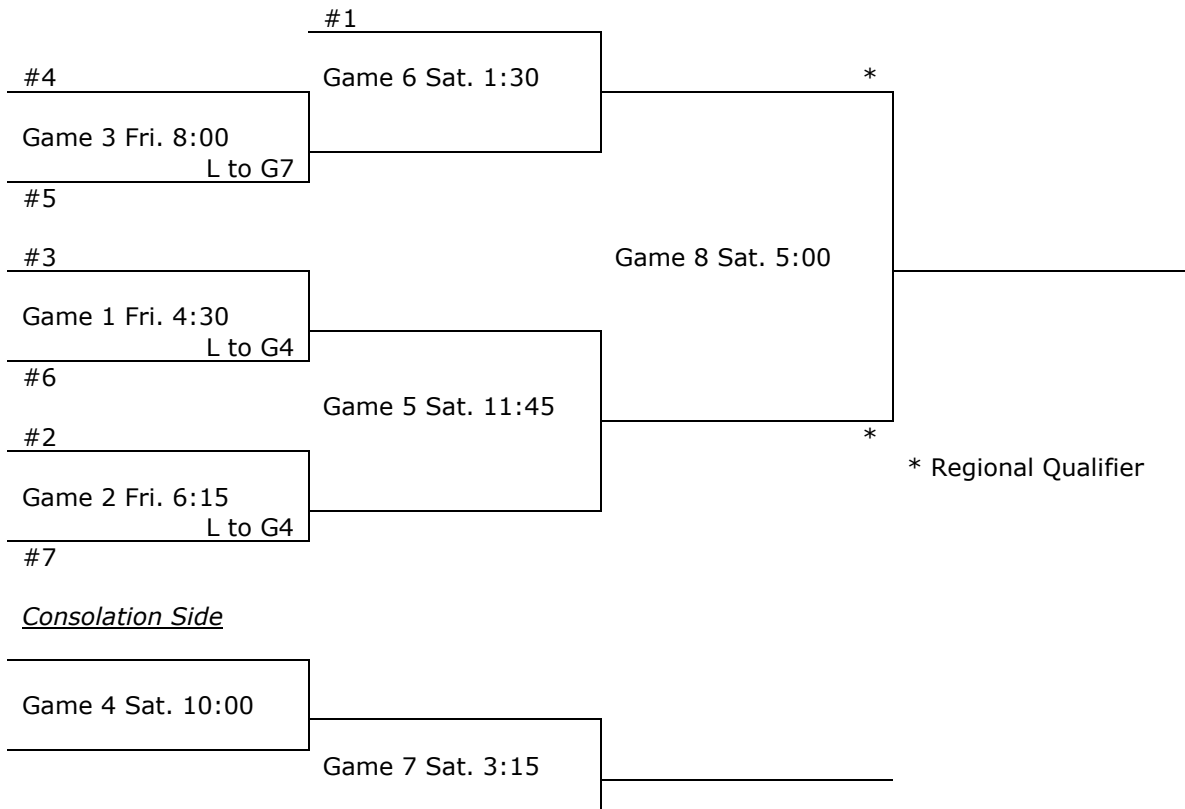 #1
#4
Game 6 Sat. 1:30
*
Game 3 Fri. 8:00
L to G7
#5
#3
Game 8 Sat. 5:00
Game 1 Fri. 4:30
L to G4
#6
Game 5 Sat. 11:45
#2
*
* Regional Qualifier
Game 2 Fri. 6:15
L to G4
#7
Consolation Side
Game 4 Sat. 10:00
Game 7 Sat. 3:15